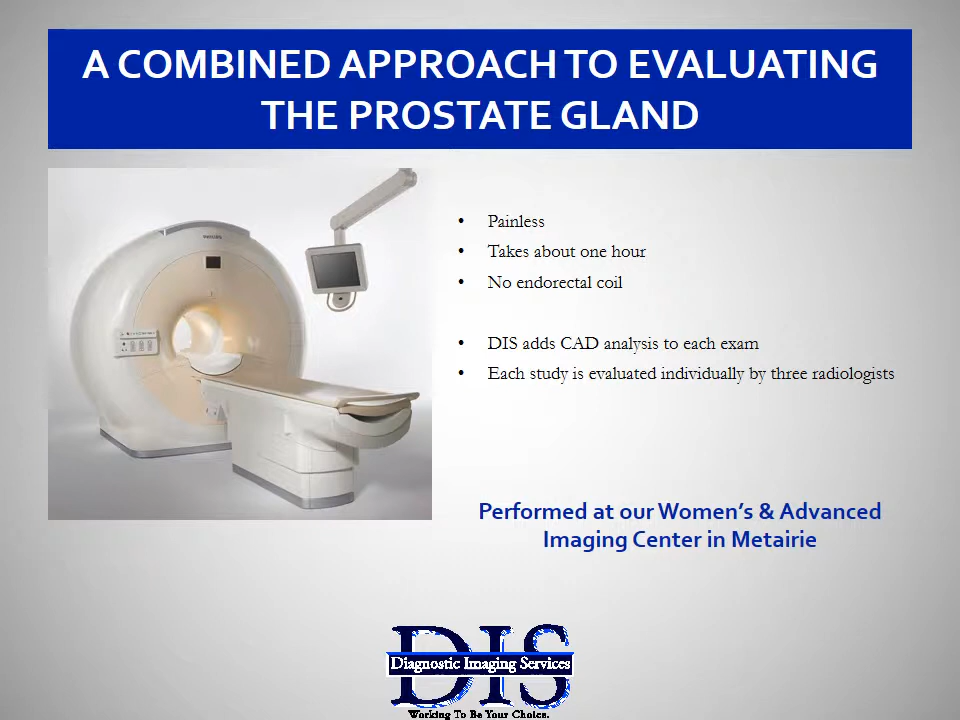 A COMBINED APPROACH TO EVALUATING
THE PROSTATE GLAND
PHILIPS
• Painless
• Takes about one hour
• No endorectal coil
• DIS adds CAD analysis to each exam
• Each study is evaluated individually by three radiologists
Performed at our Women's & Advanced
Imaging Center in Metairie
DIS
Diagnostic Imaging Services
Working To Be Your Choice.